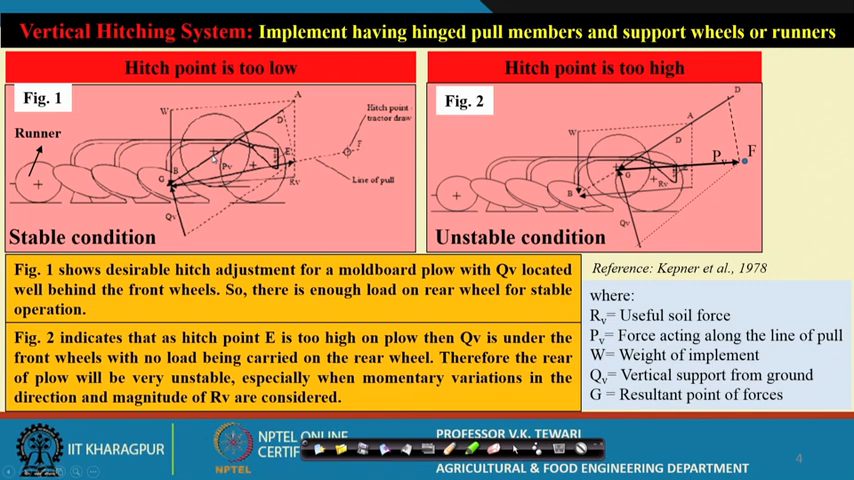 Vertical Hitching System: Implement having hinged pull members and support wheels or runners
Hitch point is too low
Hitch point is too high
Fig. 1
Runner
W
A
D
Hitch point
tractor draw
F
B
G
Pv
E
Rv
Line of pull
Qv
Stable condition
Fig. 2
D
A
W
D
Pv
F
G
B
Rv
Qv
Unstable condition
Fig. 1 shows desirable hitch adjustment for a moldboard plow with Qv located
well behind the front wheels. So, there is enough load on rear wheel for stable
operation.
Fig. 2 indicates that as hitch point E is too high on plow then Qv is under the
front wheels with no load being carried on the rear wheel. Therefore the rear
of plow will be very unstable, especially when momentary variations in the
direction and magnitude of Rv are considered.
Reference: Kepner et al., 1978
where:
Rv= Useful soil force
Pv= Force acting along the line of pull
W= Weight of implement
Qv= Vertical support from ground
G = Resultant point of forces
IIT KHARAGPUR
NPTEL
NPTEL ONLINE
CERTIF
PROFESSOR V.K. TEWARI
AGRICULTURAL & FOOD ENGINEERING DEPARTMENT
4